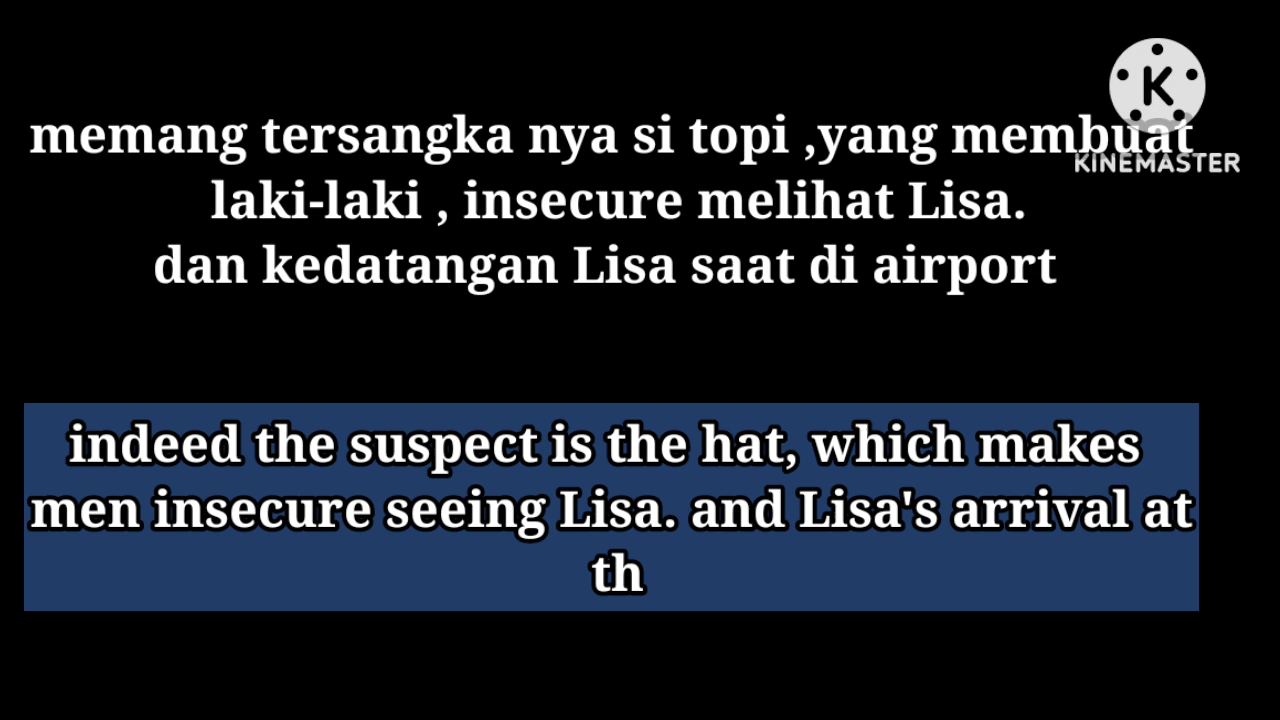 memang tersangka nya si topi ,yang membuat
laki-laki , insecure melihat Lisa.
dan kedatangan Lisa saat di airport
K
KINEMASTER
indeed the suspect is the hat, which makes
men insecure seeing Lisa. and Lisa's arrival at
th